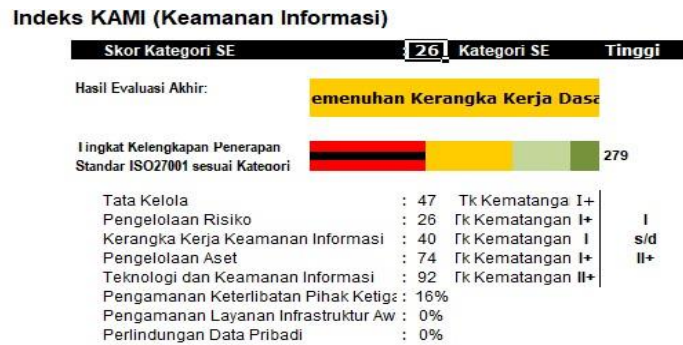 Indeks KAMI (Keamanan Informasi)
Skor Kategori SE : 26 Kategori SE Tinggi
Hasil Evaluasi Akhir:
emenuhan Kerangka Kerja Dasa
Tingkat Kelengkapan Penerapan
Standar ISO27001 sesuai Kategori
279
Tata Kelola : 47 Tk Kematanga I+
Pengelolaan Risiko : 26 Tk Kematangan I+ I
Kerangka Kerja Keamanan Informasi : 40 Tk Kematangan I s/d
Pengelolaan Aset : 74 Tk Kematangan I+ II+
Teknologi dan Keamanan Informasi : 92 Tk Kematangan II+
Pengamanan Keterlibatan Pihak Ketiga : 16%
Pengamanan Layanan Infrastruktur Aw : 0%
Perlindungan Data Pribadi : 0%